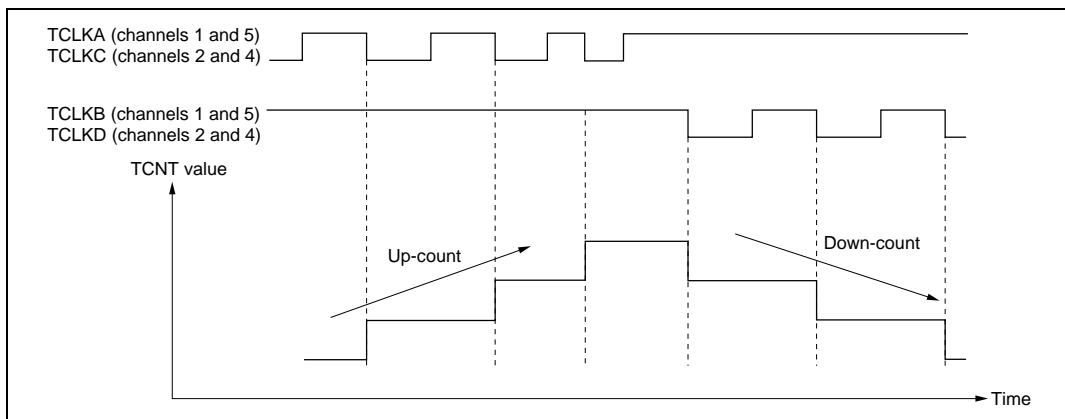 TCLKA (channels 1 and 5)
TCLKC (channels 2 and 4)
TCLKB (channels 1 and 5)
TCLKD (channels 2 and 4)
TCNT value
Up-count
Down-count
Time